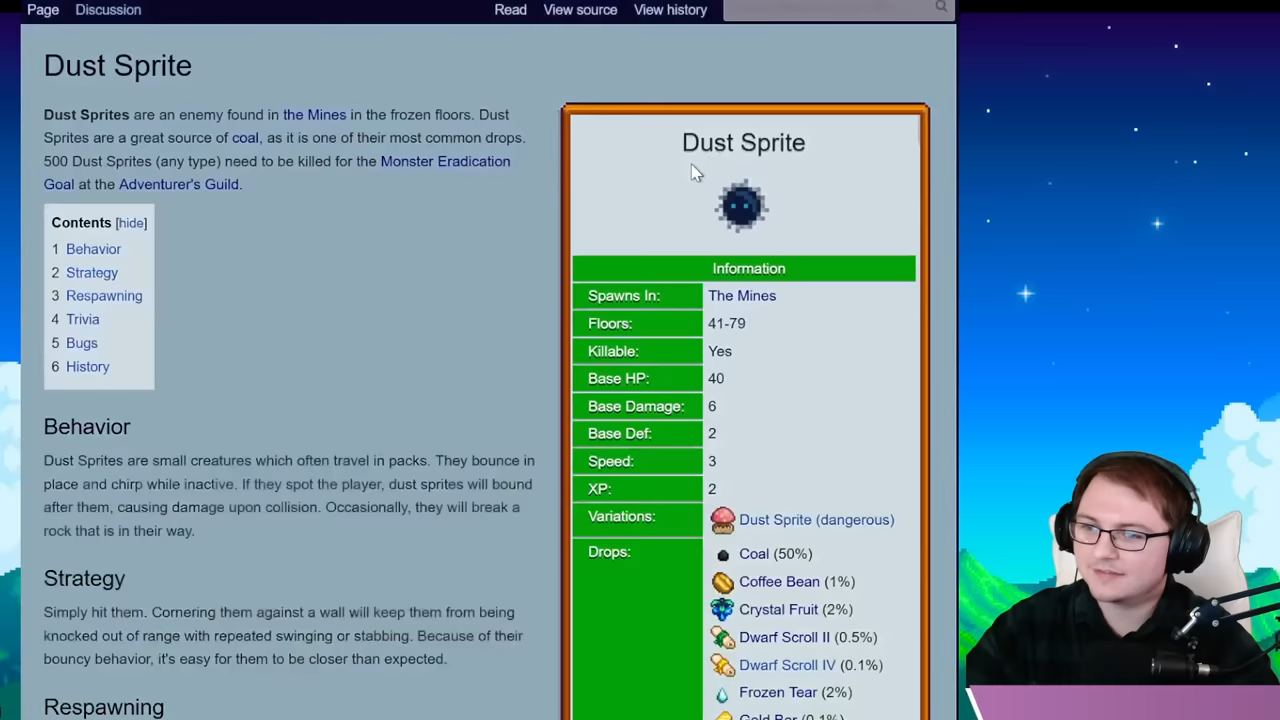 Page Discussion Read View source View history
Dust Sprite
Dust Sprites are an enemy found in the Mines in the frozen floors. Dust
Sprites are a great source of coal, as it is one of their most common drops.
500 Dust Sprites (any type) need to be killed for the Monster Eradication
Goal at the Adventurer's Guild.
Contents [hide]
1 Behavior
2 Strategy
3 Respawning
4 Trivia
5 Bugs
6 History
Behavior
Dust Sprites are small creatures which often travel in packs. They bounce in
place and chirp while inactive. If they spot the player, dust sprites will bound
after them, causing damage upon collision. Occasionally, they will break a
rock that is in their way.
Strategy
Simply hit them. Cornering them against a wall will keep them from being
knocked out of range with repeated swinging or stabbing. Because of their
bouncy behavior, it's easy for them to be closer than expected.
Respawning
Dust Sprite
Information
Spawns In: The Mines
Floors: 41-79
Killable: Yes
Base HP: 40
Base Damage: 6
Base Def: 2
Speed: 3
XP: 2
Variations: Dust Sprite (dangerous)
Drops: Coal (50%)
Coffee Bean (1%)
Crystal Fruit (2%)
Dwarf Scroll II (0.5%)
Dwarf Scroll IV (0.1%)
Frozen Tear (2%)
Gold Bar (0.1%)